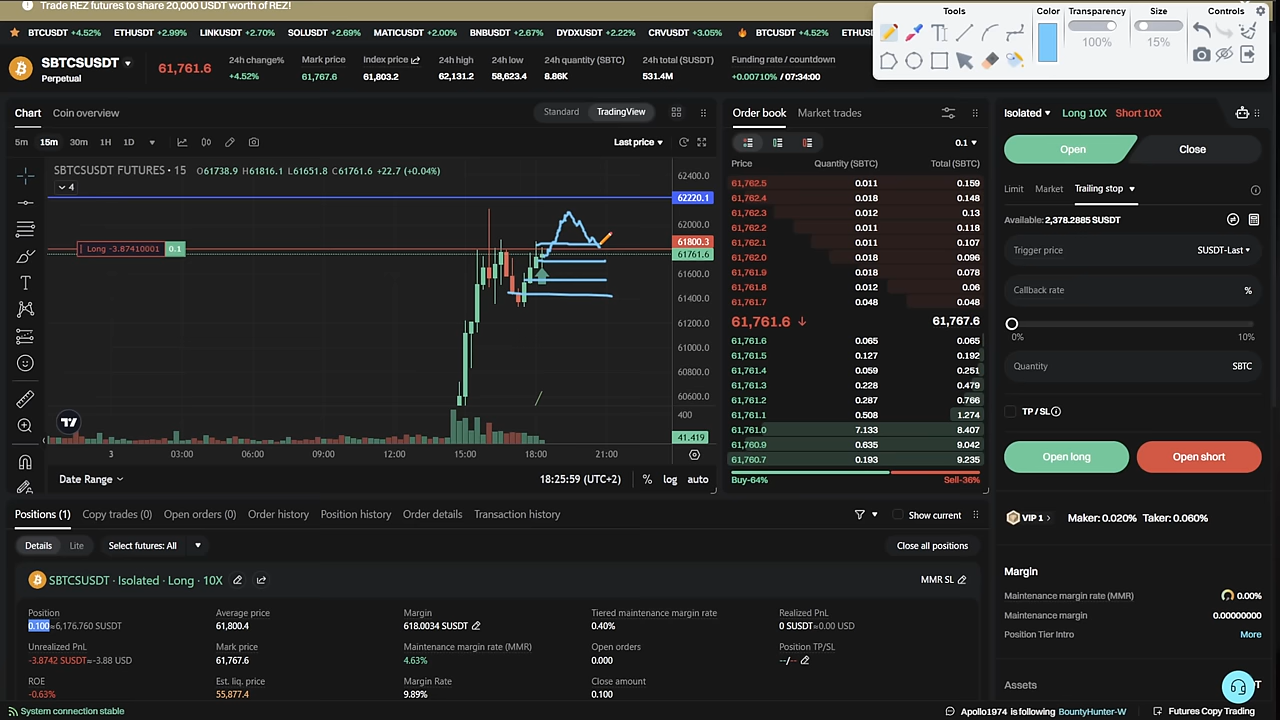 Trade REZ futures to share 20,000 USDT worth of REZ!
BTCUSDT +4.52% ETHUSDT +2.99% LINKUSDT +2.70% SOLUSDT +2.69% MATICUSDT +2.00% BNBUSDT +2.67% DYDXUSDT +2.22% CRVUSDT +3.05% BTCUSDT +4.52% ETHUS
Tools Color Transparency Size Controls
100% 15%
SBTCSUSDT
Perpetual
61,761.6
24h change% Mark price Index price 24h high 24h low 24h quantity (SBTC) 24h total (SUSDT) Funding rate / countdown
+4.52% 61,767.6 61,803.2 62,131.2 58,623.4 8.86K 531.4M +0.00710% / 07:34:00
Chart Coin overview Standard TradingView
5m 15m 30m 1H 1D Last price
SBTCSUSDT FUTURES · 15 O61738.9 H61816.1 L61651.8 C61761.6 +22.7 (+0.04%)
4
62400.0
62220.1
62000.0
Long -3.87410001 0.1
61800.3
61761.6
61600.0
61400.0
61200.0
61000.0
60800.0
60600.0
400
41.419
3 03:00 06:00 09:00 12:00 15:00 18:00 21:00
Date Range 18:25:59 (UTC+2) % log auto
Order book Market trades
0.1
Price Quantity (SBTC) Total (SBTC)
61,762.5 0.011 0.159
61,762.4 0.018 0.148
61,762.3 0.012 0.13
61,762.2 0.011 0.118
61,762.1 0.011 0.107
61,762.0 0.018 0.096
61,761.9 0.018 0.078
61,761.8 0.012 0.06
61,761.7 0.048 0.048
61,761.6 61,767.6
61,761.6 0.065 0.065
61,761.5 0.127 0.192
61,761.4 0.059 0.251
61,761.3 0.228 0.479
61,761.2 0.287 0.766
61,761.1 0.508 1.274
61,761.0 7.133 8.407
61,760.9 0.635 9.042
61,760.7 0.193 9.235
Buy-64% Sell-36%
Isolated Long 10X Short 10X
Open Close
Limit Market Trailing stop
Available: 2,378.2885 SUSDT
Trigger price SUSDT-Last
Callback rate %
0% 10%
Quantity SBTC
TP / SL
Open long Open short
VIP 1 Maker: 0.020% Taker: 0.060%
Margin
Maintenance margin rate (MMR) 0.00%
Maintenance margin 0.00000000
Position Tier Intro More
Assets
Positions (1) Copy trades (0) Open orders (0) Order history Position history Order details Transaction history Show current
Details Lite Select futures: All Close all positions
SBTCSUSDT · Isolated · Long · 10X MMR SL
Position Average price Margin Tiered maintenance margin rate Realized PnL
0.100≈6,176.760 SUSDT 61,800.4 618.0034 SUSDT 0.40% 0 SUSDT≈0.00 USD
Unrealized PnL Mark price Maintenance margin rate (MMR) Open orders Position TP/SL
-3.8742 SUSDT≈-3.88 USD 61,767.6 4.63% 0.000 --/--
ROE Est. liq. price Margin Rate Close amount
-0.63% 55,877.4 9.89% 0.100
System connection stable Apollo1974 is following BountyHunter-W Futures Copy Trading